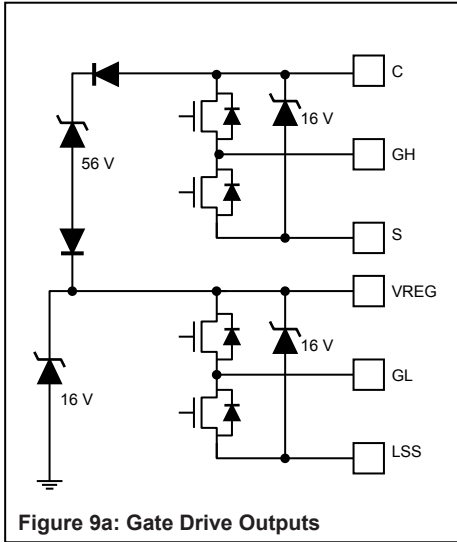 C
16 V
GH
56 V
S
VREG
16 V
16 V
GL
LSS
Figure 9a: Gate Drive Outputs